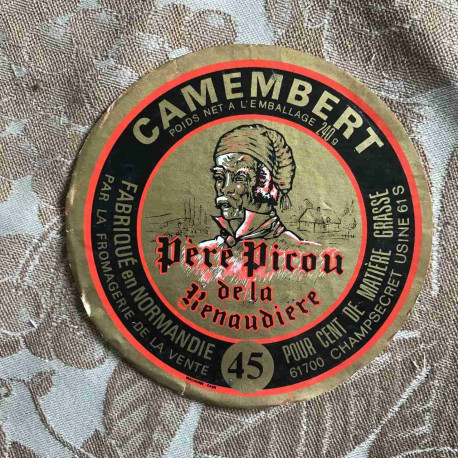 CAMEMBERT
POIDS NET A L'EMBALLAGE 240g
Père Picou
de la
Renaudière
FABRIQUÉ en NORMANDIE
PAR LA FROMAGERIE DE LA VENTE
45
POUR CENT DE MATIÈRE GRASSE
61700 CHAMPSECRET USINE 61 S